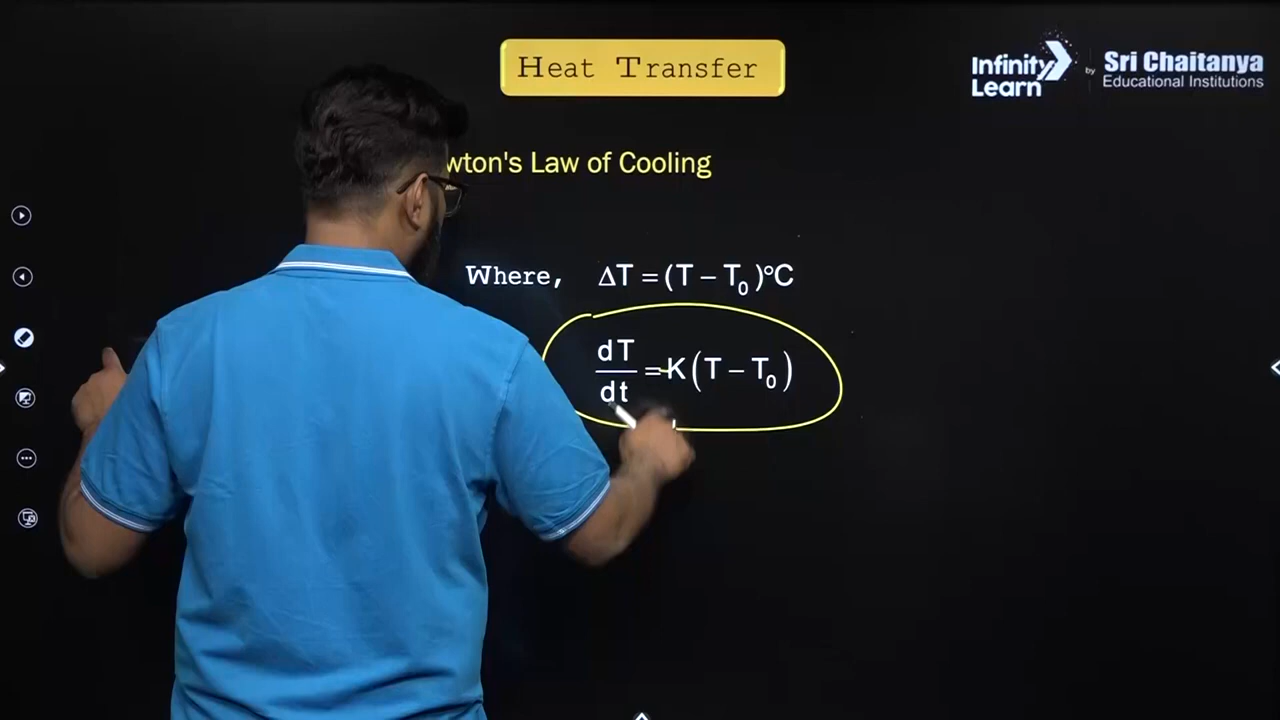 Heat Transfer
Infinity Learn
by
Sri Chaitanya
Educational Institutions
wton's Law of Cooling
Where, ΔT = (T − T₀)°C
dT/dt = -K(T − T₀)